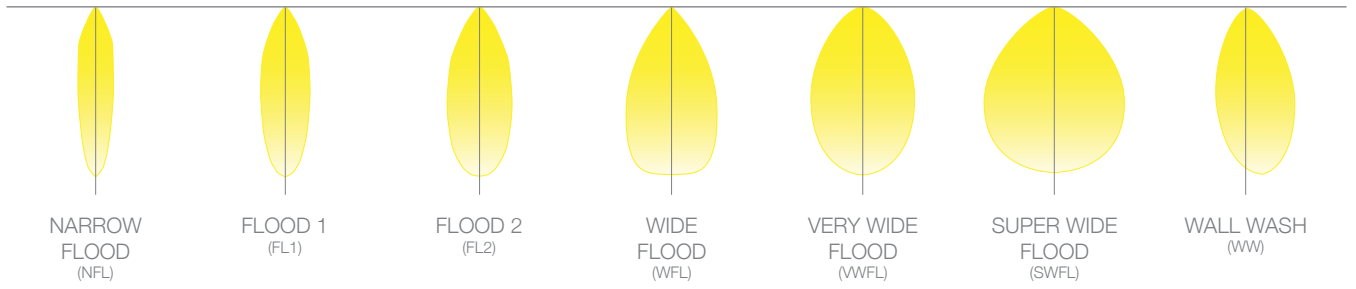 NARROW
FLOOD
(NFL)
FLOOD 1
(FL1)
FLOOD 2
(FL2)
WIDE
FLOOD
(WFL)
VERY WIDE
FLOOD
(VWFL)
SUPER WIDE
FLOOD
(SWFL)
WALL WASH
(WW)